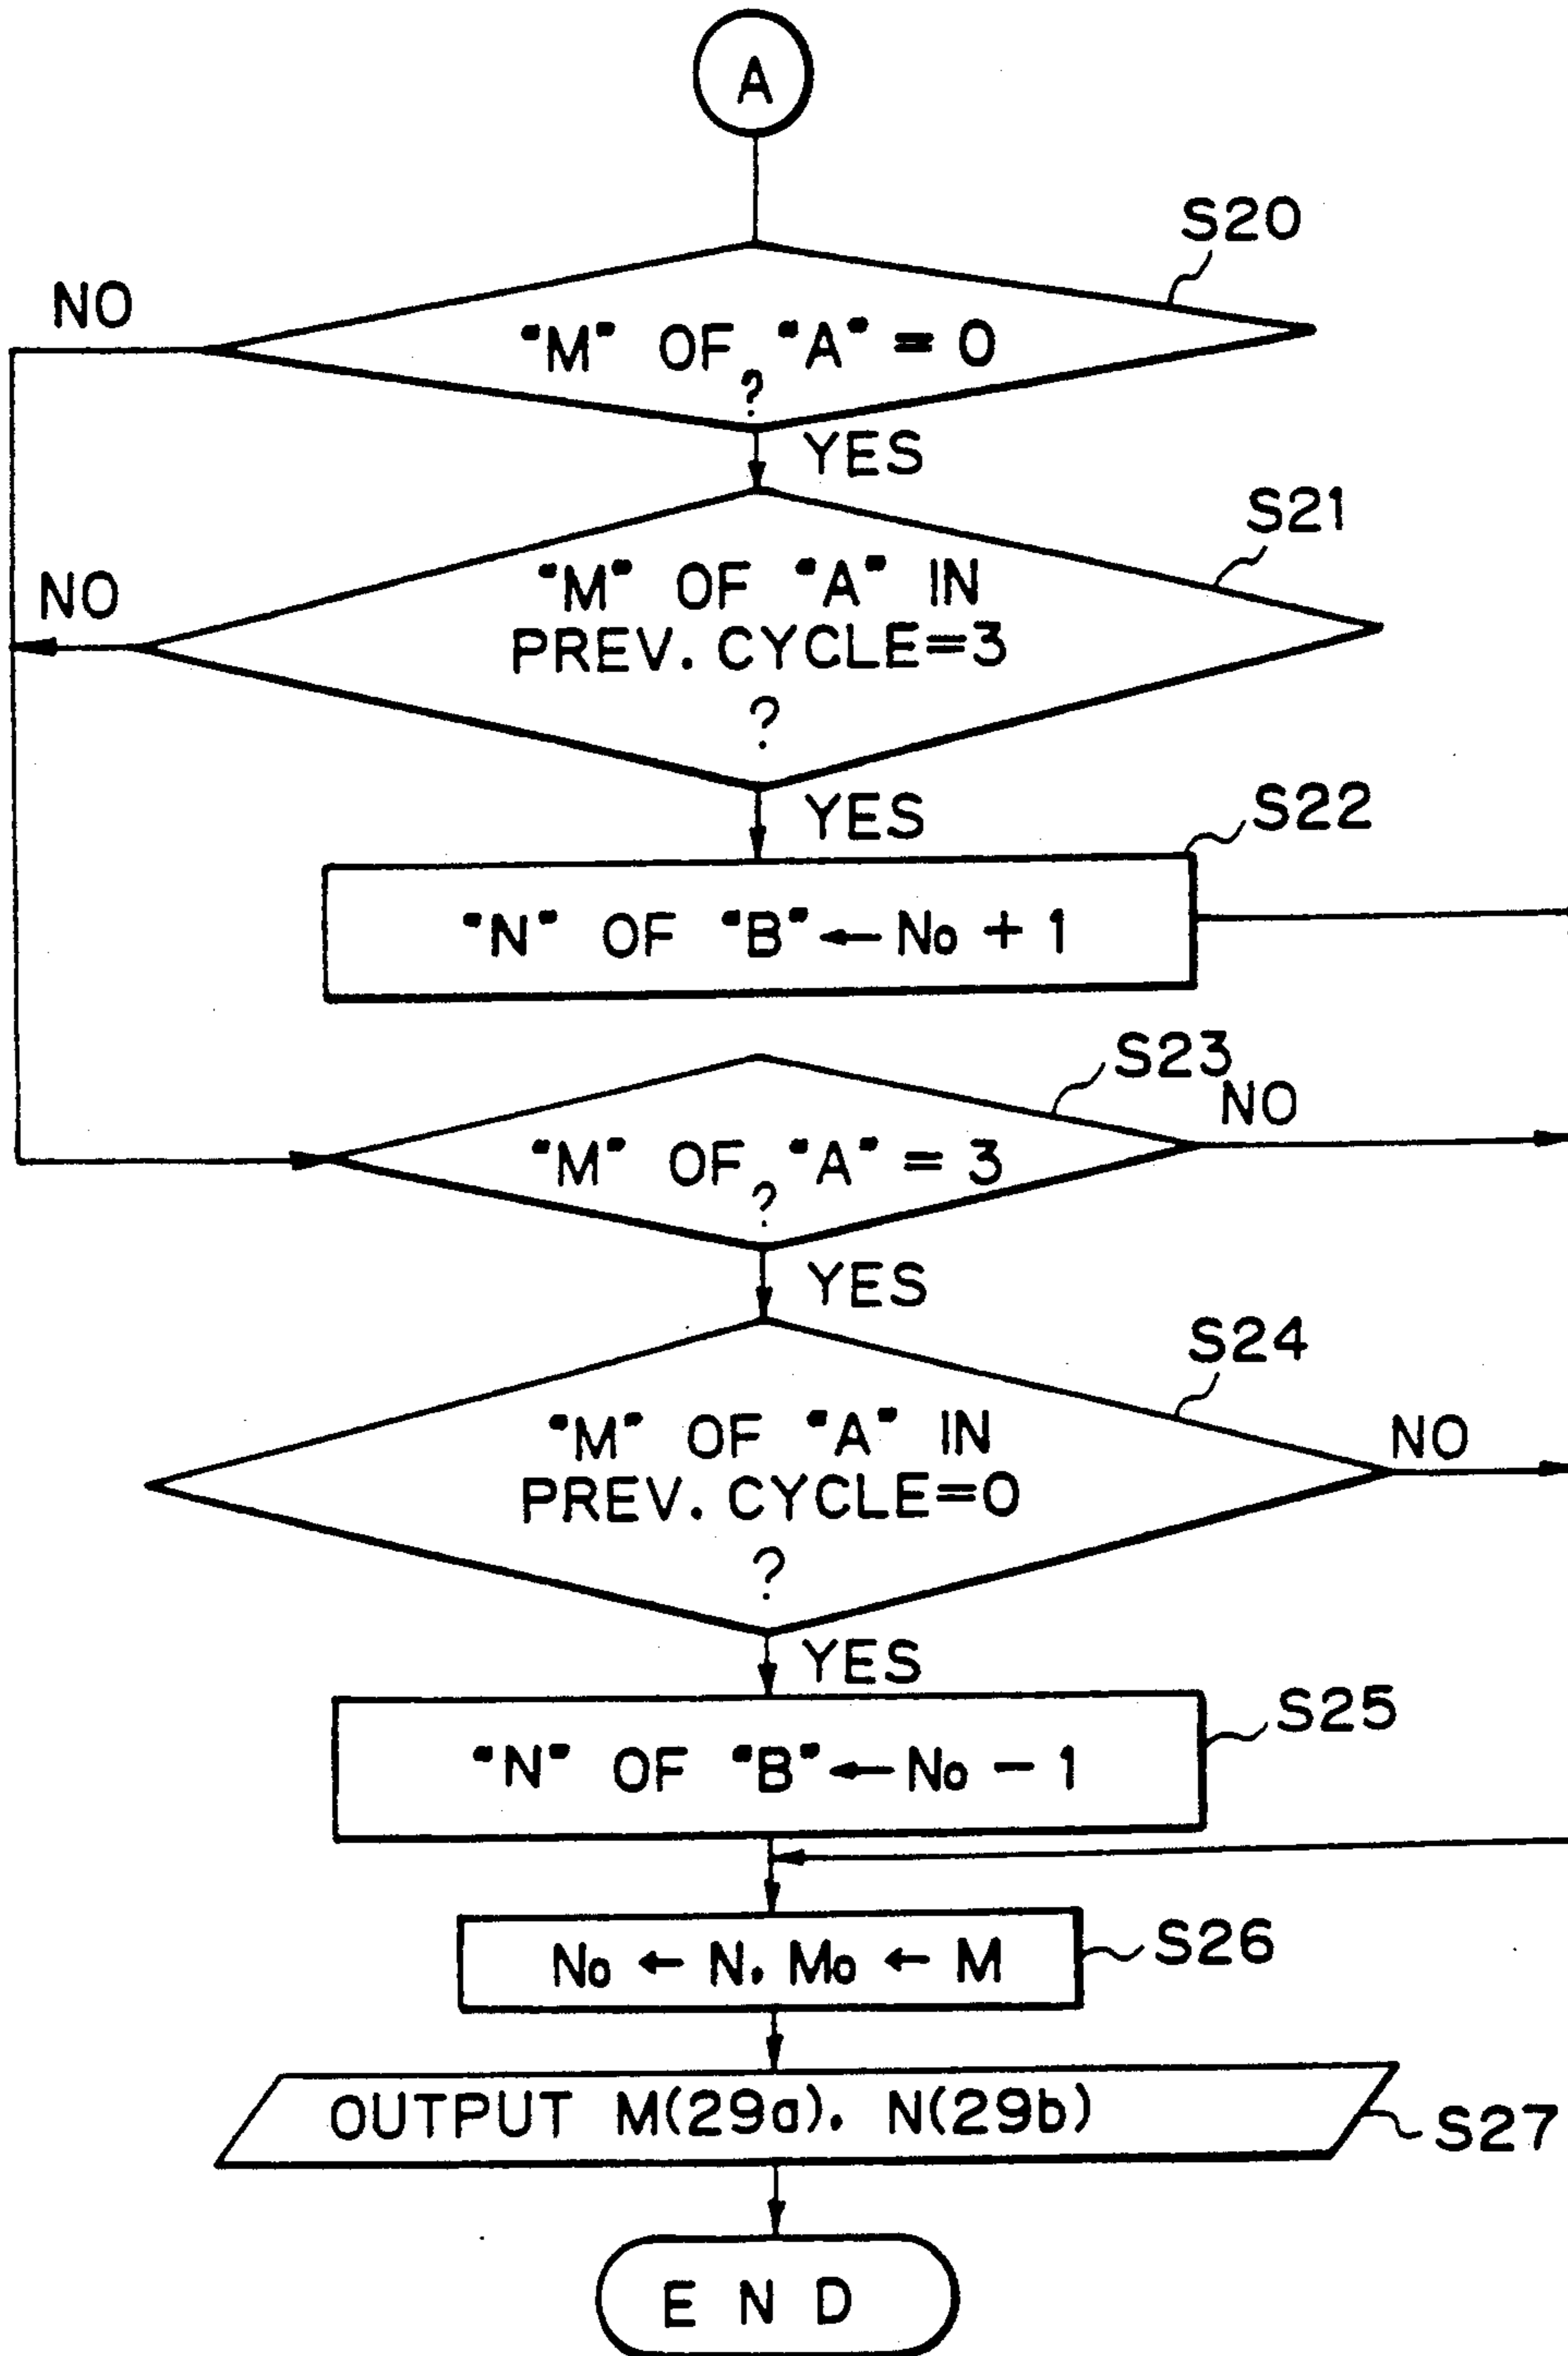 A
S20
NO
"M" OF "A" = 0
?
YES
S21
NO
"M" OF "A" IN
PREV. CYCLE=3
?
YES
S22
"N" OF "B" ← No + 1
S23
NO
"M" OF "A" = 3
?
YES
S24
"M" OF "A" IN
NO
PREV. CYCLE=0
?
YES
S25
"N" OF "B" ← No - 1
No ← N. Mo ← M
S26
OUTPUT M(29a). N(29b)
S27
END